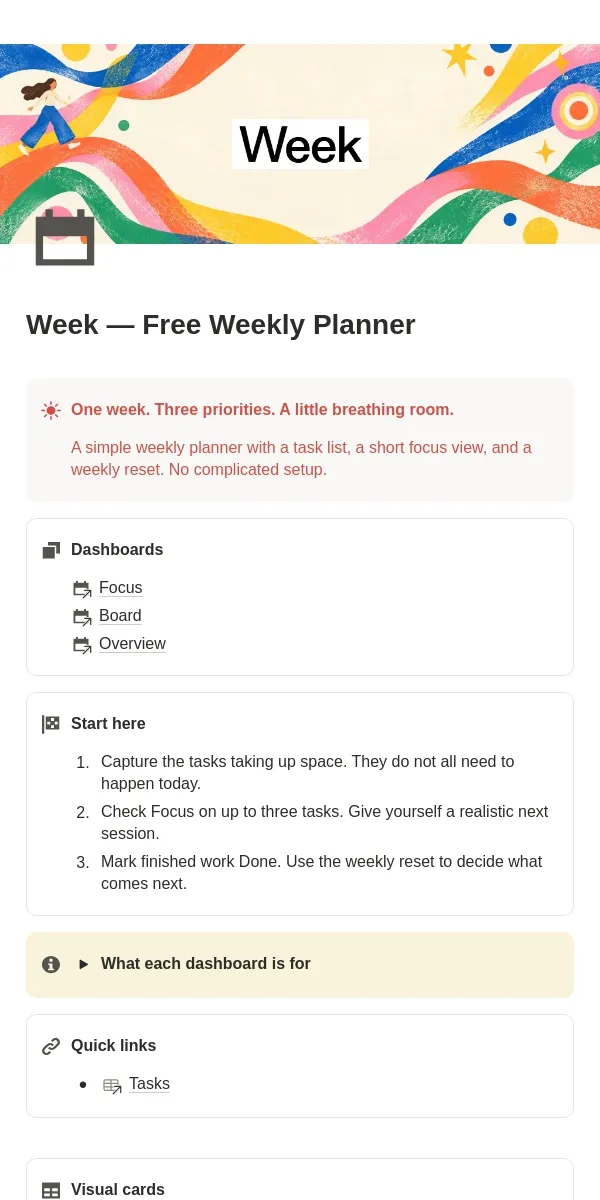 Week
Week — Free Weekly Planner
One week. Three priorities. A little breathing room.
A simple weekly planner with a task list, a short focus view, and a
weekly reset. No complicated setup.
Dashboards
Focus
Board
Overview
Start here
1. Capture the tasks taking up space. They do not all need to
happen today.
2. Check Focus on up to three tasks. Give yourself a realistic next
session.
3. Mark finished work Done. Use the weekly reset to decide what
comes next.
What each dashboard is for
Quick links
• Tasks
Visual cards